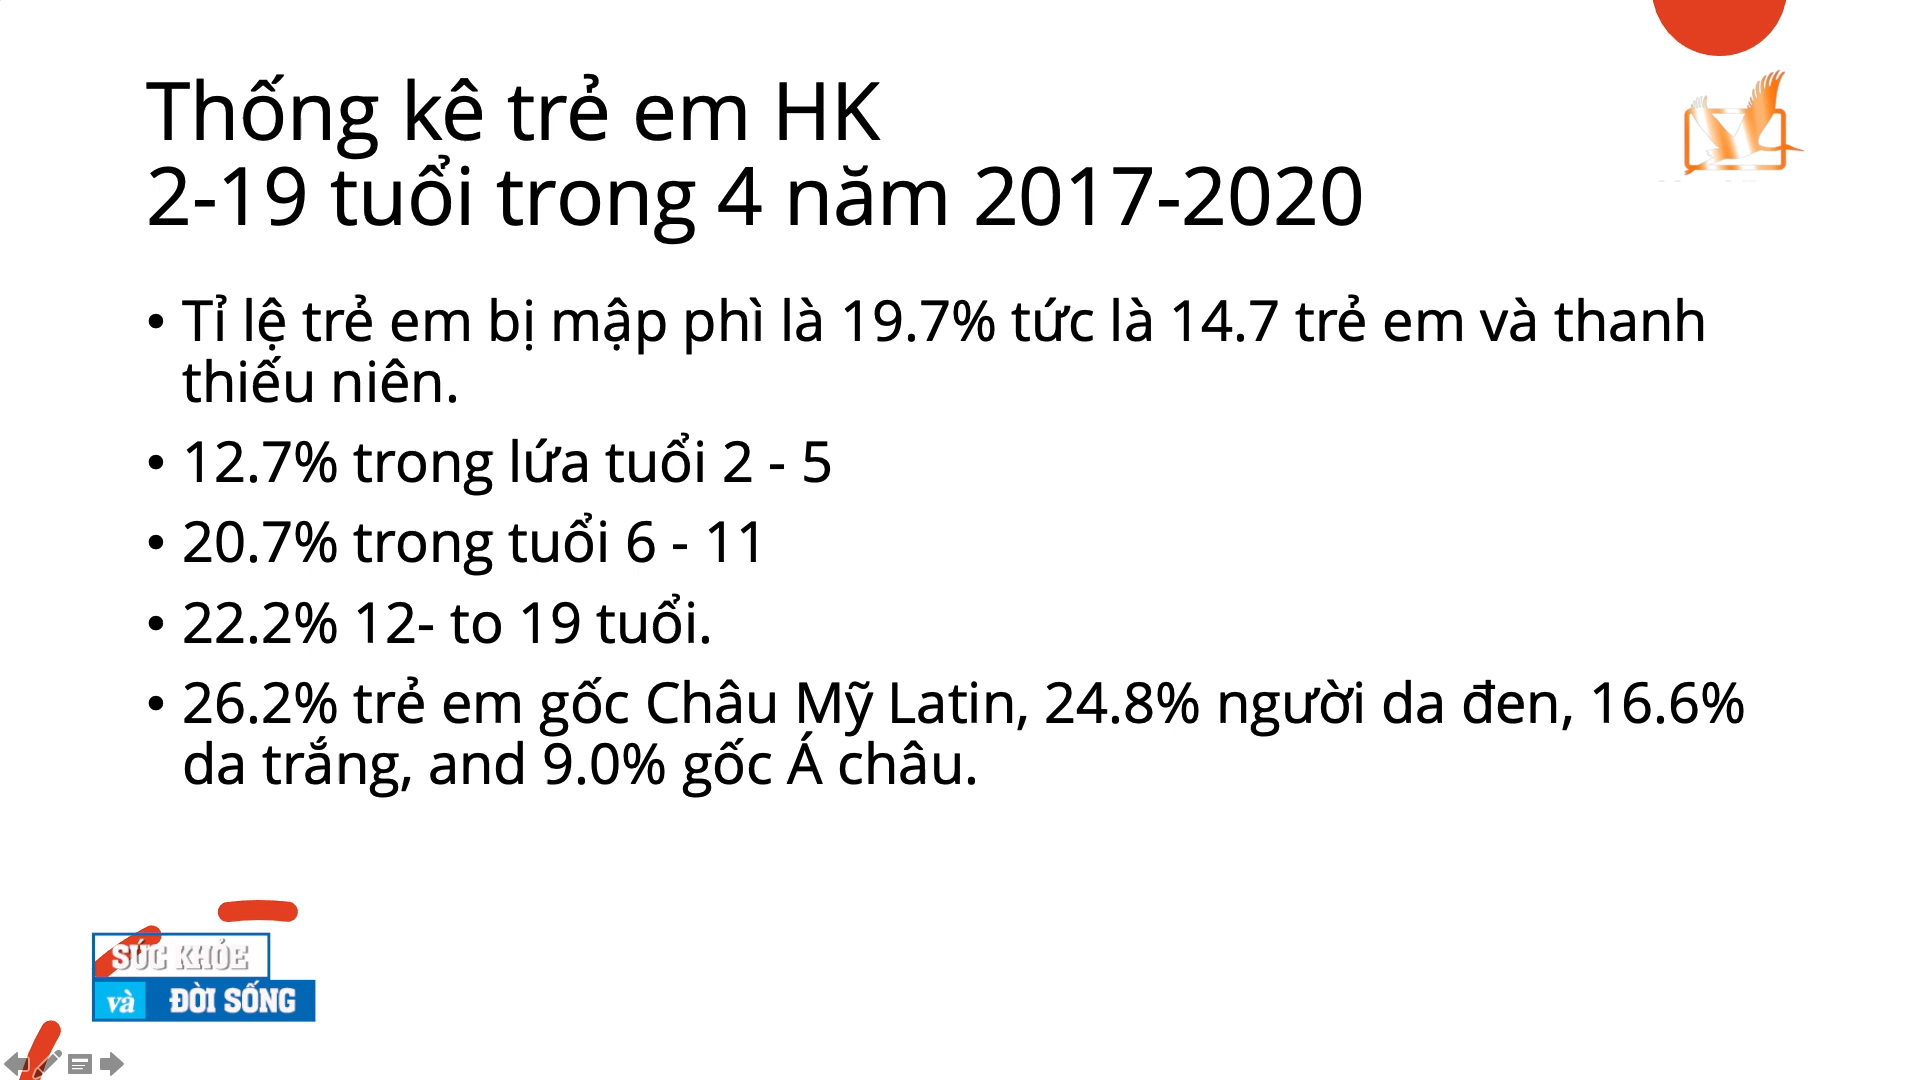 Thống kê trẻ em HK
2-19 tuổi trong 4 năm 2017-2020
• Tỉ lệ trẻ em bị mập phì là 19.7% tức là 14.7 trẻ em và thanh
thiếu niên.
• 12.7% trong lứa tuổi 2 - 5
• 20.7% trong tuổi 6 - 11
• 22.2% 12- to 19 tuổi.
• 26.2% trẻ em gốc Châu Mỹ Latin, 24.8% người da đen, 16.6%
da trắng, and 9.0% gốc Á châu.
SỨC KHỎE
và ĐỜI SỐNG